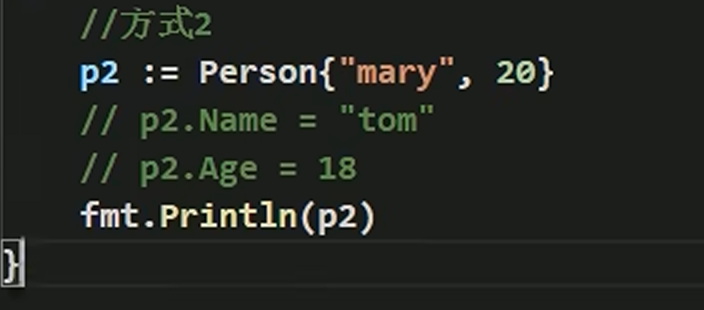 //方式2
p2 := Person{"mary", 20}
// p2.Name = "tom"
// p2.Age = 18
fmt.Println(p2)
}